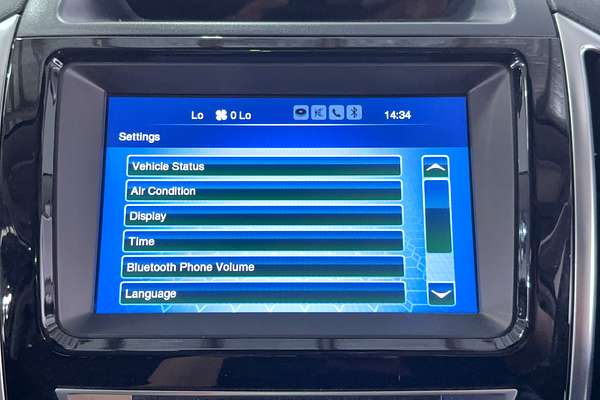 Lo 0 Lo 14:34
Settings
Vehicle Status
Air Condition
Display
Time
Bluetooth Phone Volume
Language